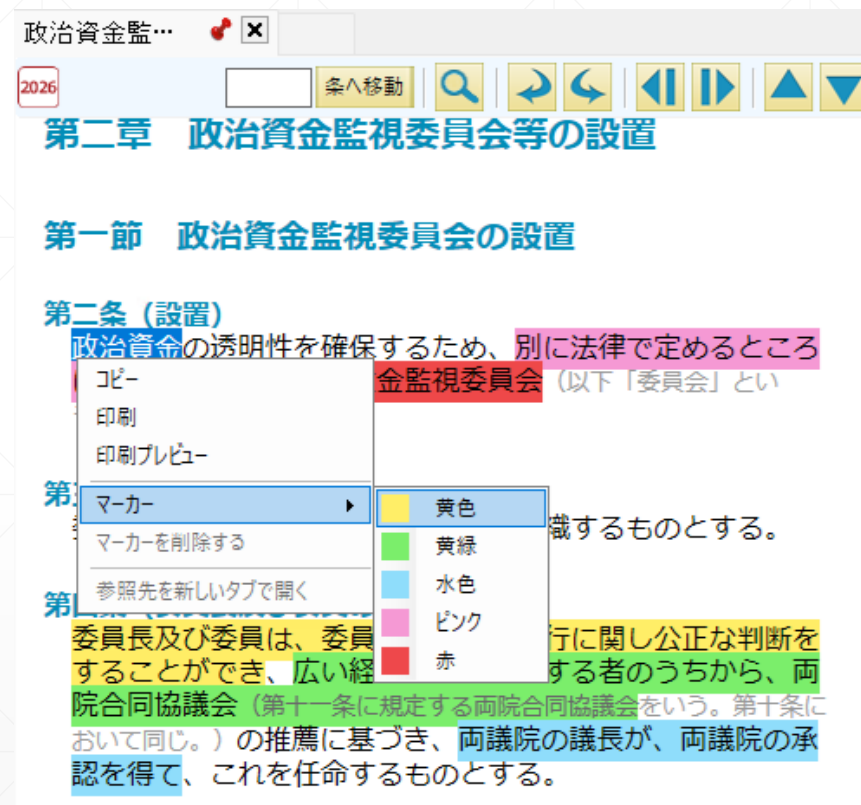 政治資金監…
2026
条へ移動
第二章　政治資金監視委員会等の設置
第一節　政治資金監視委員会の設置
第二条（設置）
政治資金の透明性を確保するため、別に法律で定めるところ
金監視委員会（以下「委員会」とい
コピー
印刷
印刷プレビュー
マーカー
マーカーを削除する
参照先を新しいタブで開く
黄色
黄緑
水色
ピンク
赤
第
織するものとする。
第
委員長及び委員は、委員
行に関し公正な判断を
することができ、広い経
する者のうちから、両
院合同協議会（第十一条に規定する両院合同協議会をいう。第十条に
おいて同じ。）の推薦に基づき、両議院の議長が、両議院の承
認を得て、これを任命するものとする。